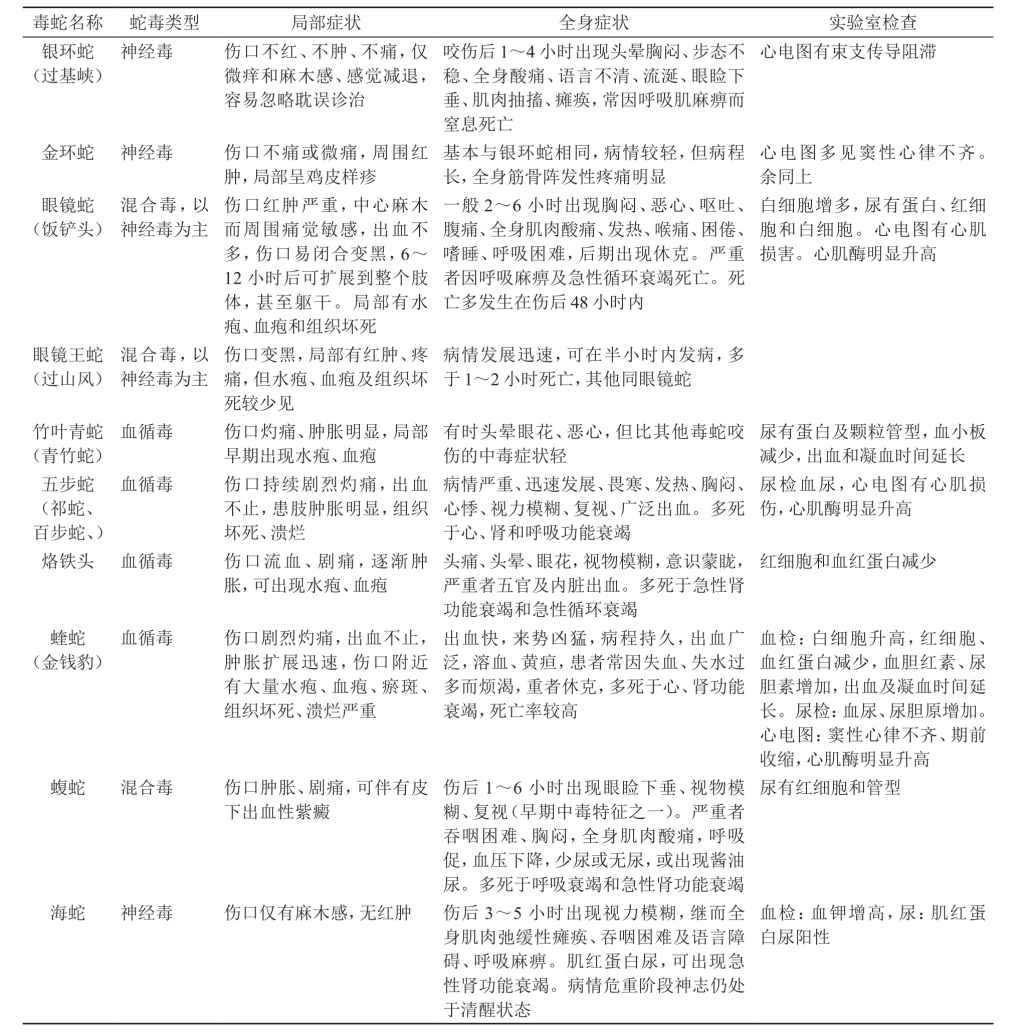 毒蛇名称 蛇毒类型 局部症状 全身症状 实验室检查
银环蛇
（过基峡）
神经毒
伤口不红、不肿、不痛，仅
微痒和麻木感、感觉减退，
容易忽略耽误诊治
咬伤后 1～4 小时出现头晕胸闷、步态不
稳、全身酸痛、语言不清、流涎、眼睑下
垂、肌肉抽搐、瘫痪，常因呼吸肌麻痹而
窒息死亡
心电图有束支传导阻滞
金环蛇
神经毒
伤口不痛或微痛，周围红
肿，局部呈鸡皮样疹
基本与银环蛇相同，病情较轻，但病程
长，全身筋骨阵发性疼痛明显
心电图多见窦性心律不齐。
余同上
眼镜蛇
（饭铲头）
混合毒，以
神经毒为主
伤口红肿严重，中心麻木
而周围痛觉敏感，出血不
多，伤口易闭合变黑，6～
12 小时后可扩展到整个肢
体，甚至躯干。局部有水
疱、血疱和组织坏死
一般 2～6 小时出现胸闷、恶心、呕吐、
腹痛、全身肌肉酸痛、发热、喉痛、困倦、
嗜睡、呼吸困难，后期出现休克。严重
者因呼吸麻痹及急性循环衰竭死亡。死
亡多发生在伤后 48 小时内
白细胞增多，尿有蛋白、红细
胞和白细胞。心电图有心肌
损害。心肌酶明显升高
眼镜王蛇
（过山风）
混合毒，以
神经毒为主
伤口变黑，局部有红肿、疼
痛，但水疱、血疱及组织坏
死较少见
病情发展迅速，可在半小时内发病，多
于 1～2 小时死亡，其他同眼镜蛇
竹叶青蛇
（青竹蛇）
血循毒
伤口灼痛、肿胀明显，局部
早期出现水疱、血疱
有时头晕眼花、恶心，但比其他毒蛇咬
伤的中毒症状轻
尿有蛋白及颗粒管型，血小板
减少，出血和凝血时间延长
五步蛇
（祁蛇、
百步蛇、）
血循毒
伤口持续剧烈灼痛，出血
不止，患肢肿胀明显，组织
坏死、溃烂
病情严重、迅速发展、畏寒、发热、胸闷、
心悸、视力模糊、复视、广泛出血。多死
于心、肾和呼吸功能衰竭
尿检血尿，心电图有心肌损
伤，心肌酶明显升高
烙铁头
血循毒
伤口流血、剧痛，逐渐肿
胀，可出现水疱、血疱
头痛、头晕、眼花，视物模糊，意识蒙眬，
严重者五官及内脏出血。多死于急性肾
功能衰竭和急性循环衰竭
红细胞和血红蛋白减少
蝰蛇
（金钱豹）
血循毒
伤口剧烈灼痛，出血不止，
肿胀扩展迅速，伤口附近
有大量水疱、血疱、瘀斑、
组织坏死、溃烂严重
出血快，来势凶猛，病程持久，出血广
泛，溶血、黄疸，患者常因失血、失水过
多而烦渴，重者休克，多死于心、肾功能
衰竭，死亡率较高
血检：白细胞升高，红细胞、
血红蛋白减少，血胆红素、尿
胆素增加，出血及凝血时间延
长。尿检：血尿、尿胆原增加。
心电图：窦性心律不齐、期前
收缩，心肌酶明显升高
蝮蛇
混合毒
伤口肿胀、剧痛，可伴有皮
下出血性紫癜
伤后 1～6 小时出现眼睑下垂、视物模
糊、复视（早期中毒特征之一）。严重者
吞咽困难、胸闷，全身肌肉酸痛，呼吸
促，血压下降，少尿或无尿，或出现酱油
尿。多死于呼吸衰竭和急性肾功能衰竭
尿有红细胞和管型
海蛇
神经毒
伤口仅有麻木感，无红肿
伤后 3～5 小时出现视力模糊，继而全
身肌肉弛缓性瘫痪、吞咽困难及语言障
碍、呼吸麻痹。肌红蛋白尿，可出现急
性肾功能衰竭。病情危重阶段神志仍处
于清醒状态
血检：血钾增高，尿：肌红蛋
白尿阳性